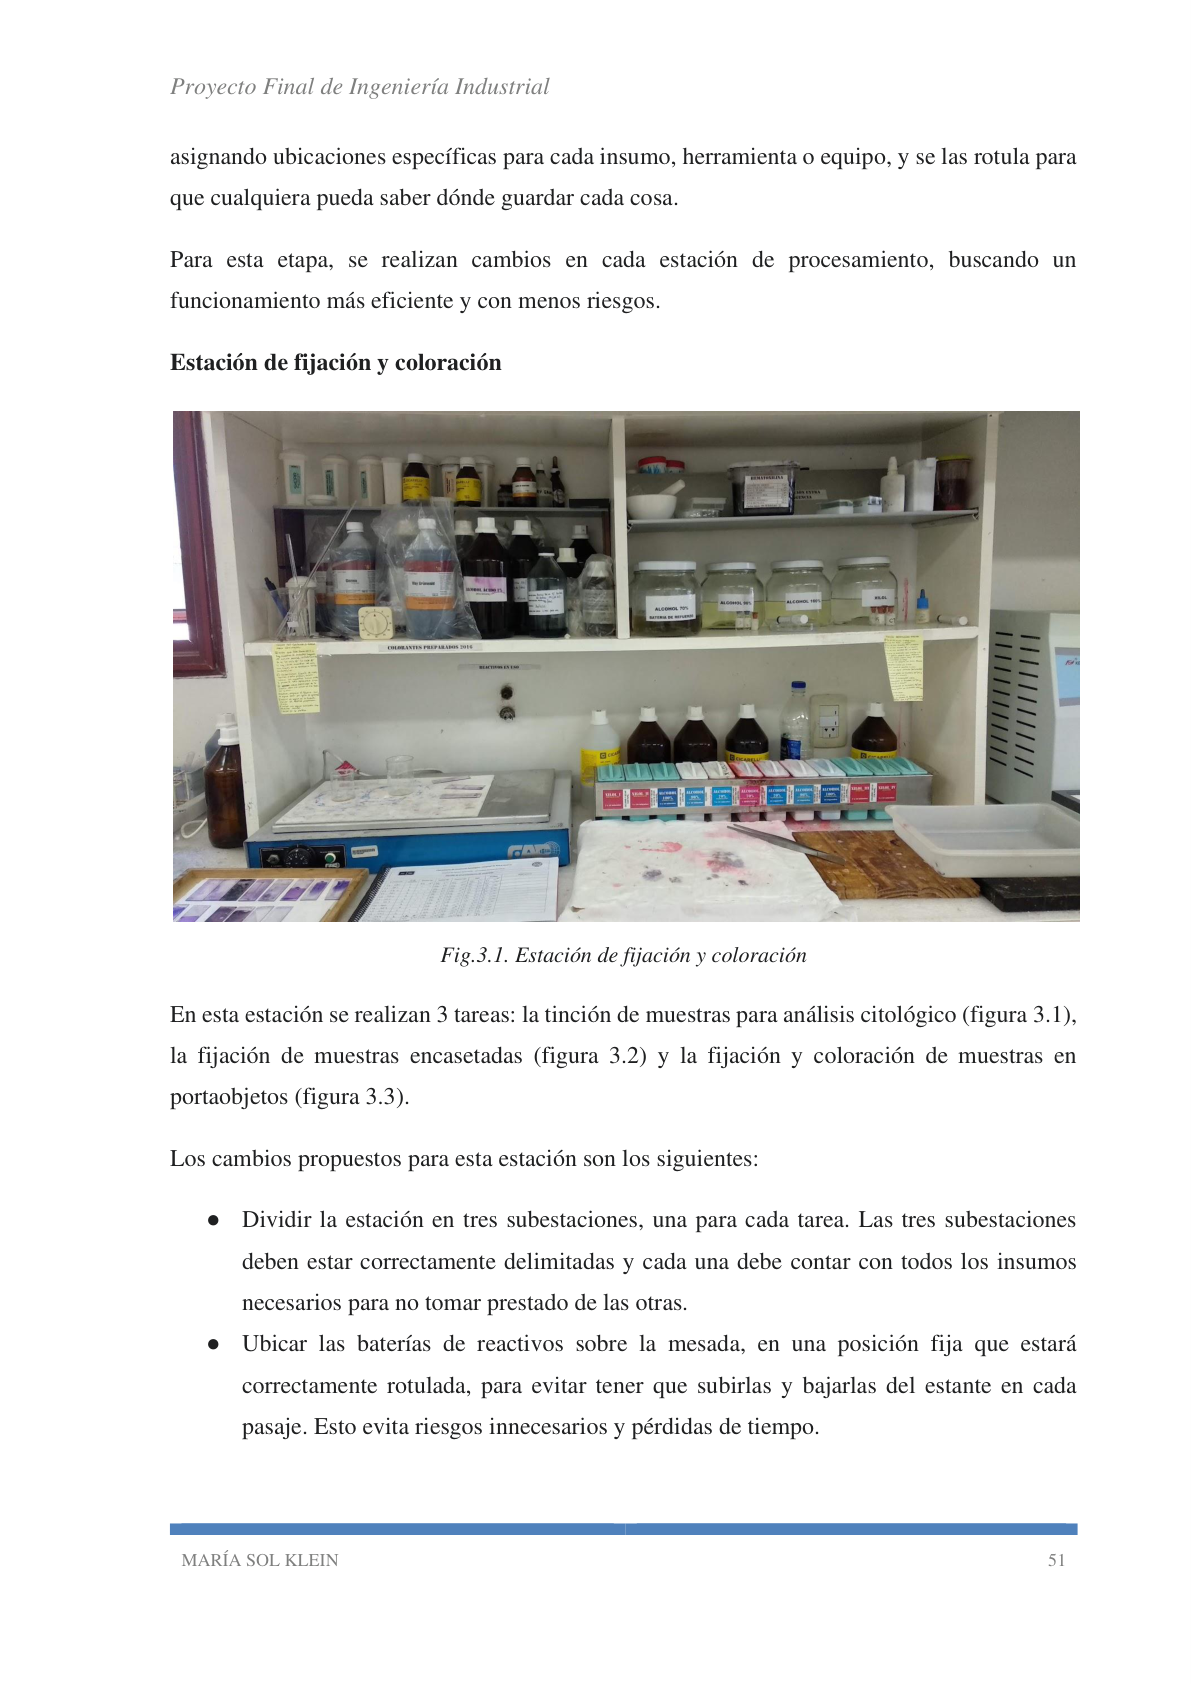 Proyecto Final de Ingeniería Industrial
asignando ubicaciones específicas para cada insumo, herramienta o equipo, y se las rotula para
que cualquiera pueda saber dónde guardar cada cosa.
Para esta etapa, se realizan cambios en cada estación de procesamiento, buscando un
funcionamiento más eficiente y con menos riesgos.
Estación de fijación y coloración
HEMATOXILINA
ALCOHOL ACIDO
ALCOHOL 70%
BATERIA DE
ALCOHOL 96%
ALCOHOL 100%
XILOL
COLORANTES PREPARADOS 2016
REACTIVOS EN USO
Fig.3.1. Estación de fijación y coloración
En esta estación se realizan 3 tareas: la tinción de muestras para análisis citológico (figura 3.1),
la fijación de muestras encasetadas (figura 3.2) y la fijación y coloración de muestras en
portaobjetos (figura 3.3).
Los cambios propuestos para esta estación son los siguientes:
● Dividir la estación en tres subestaciones, una para cada tarea. Las tres subestaciones
deben estar correctamente delimitadas y cada una debe contar con todos los insumos
necesarios para no tomar prestado de las otras.
● Ubicar las baterías de reactivos sobre la mesada, en una posición fija que estará
correctamente rotulada, para evitar tener que subirlas y bajarlas del estante en cada
pasaje. Esto evita riesgos innecesarios y pérdidas de tiempo.
MARÍA SOL KLEIN 51